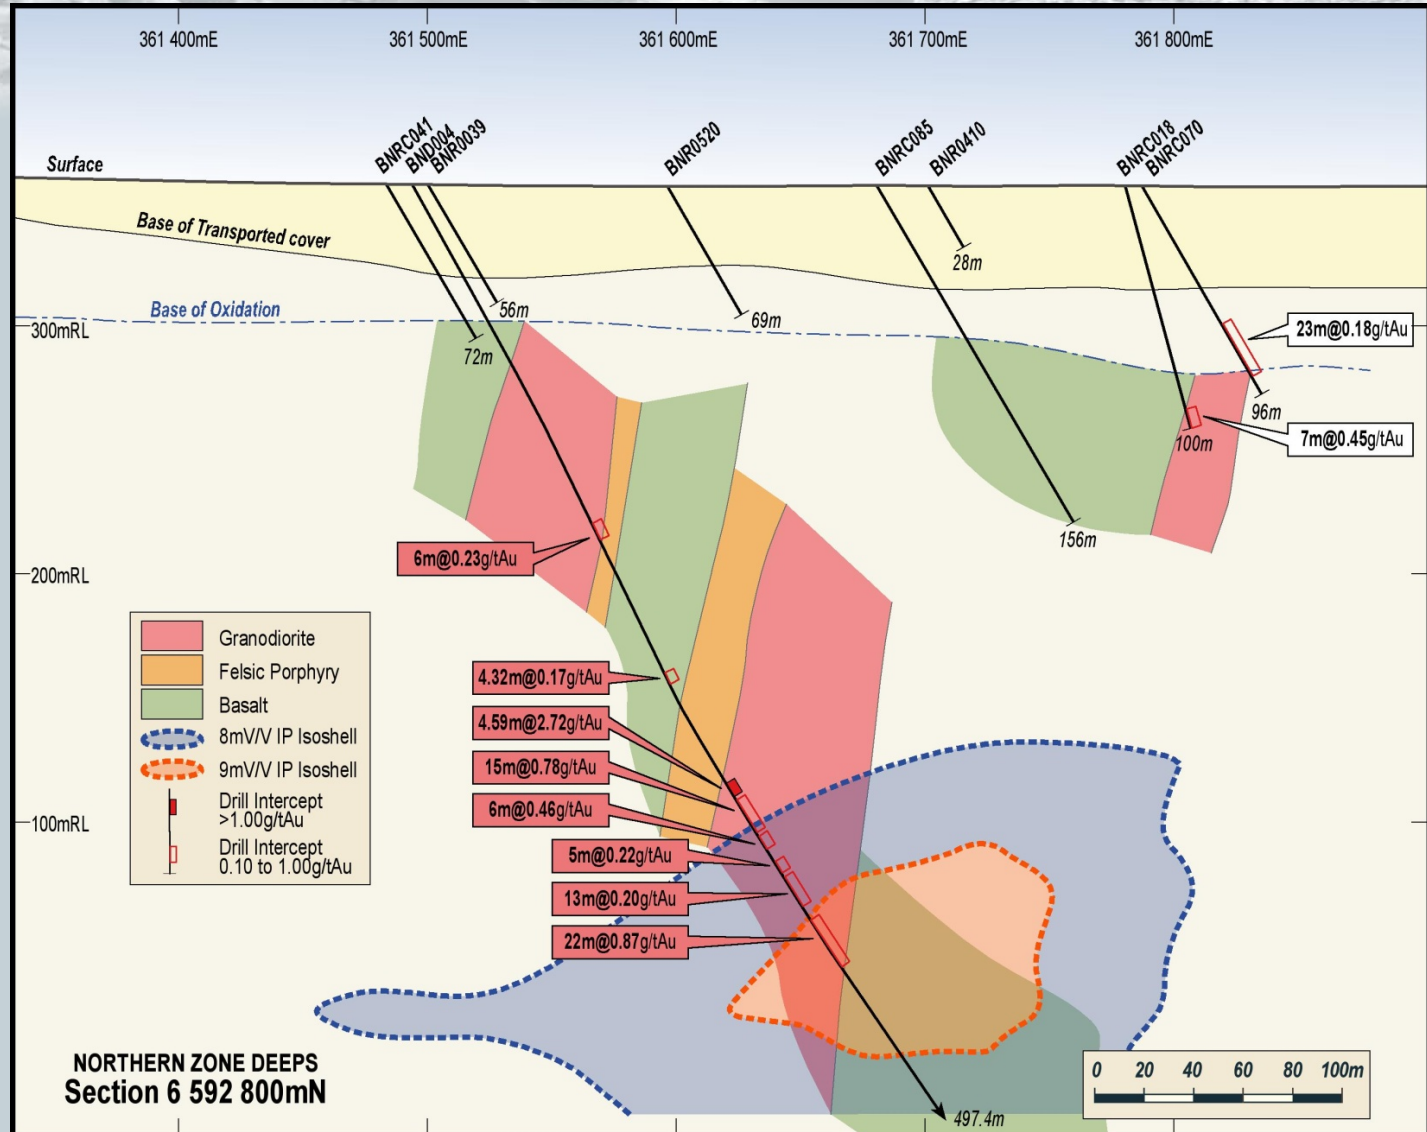 361 400mE
361 500mE
361 600mE
361 700mE
361 800mE
BNRC041
BND004
BNR0039
BNR0520
BNRC085
BNR0410
BNRC018
BNRC070
Surface
Base of Transported cover
28m
Base of Oxidation
56m
69m
300mRL
23m@0.18g/tAu
72m
96m
7m@0.45g/tAu
100m
156m
6m@0.23g/tAu
200mRL
Granodiorite
Felsic Porphyry
Basalt
8mV/V IP Isoshell
9mV/V IP Isoshell
Drill Intercept
>1.00g/tAu
Drill Intercept
0.10 to 1.00g/tAu
4.32m@0.17g/tAu
4.59m@2.72g/tAu
15m@0.78g/tAu
6m@0.46g/tAu
100mRL
5m@0.22g/tAu
13m@0.20g/tAu
22m@0.87g/tAu
NORTHERN ZONE DEEPS
Section 6 592 800mN
0 20 40 60 80 100m
497.4m